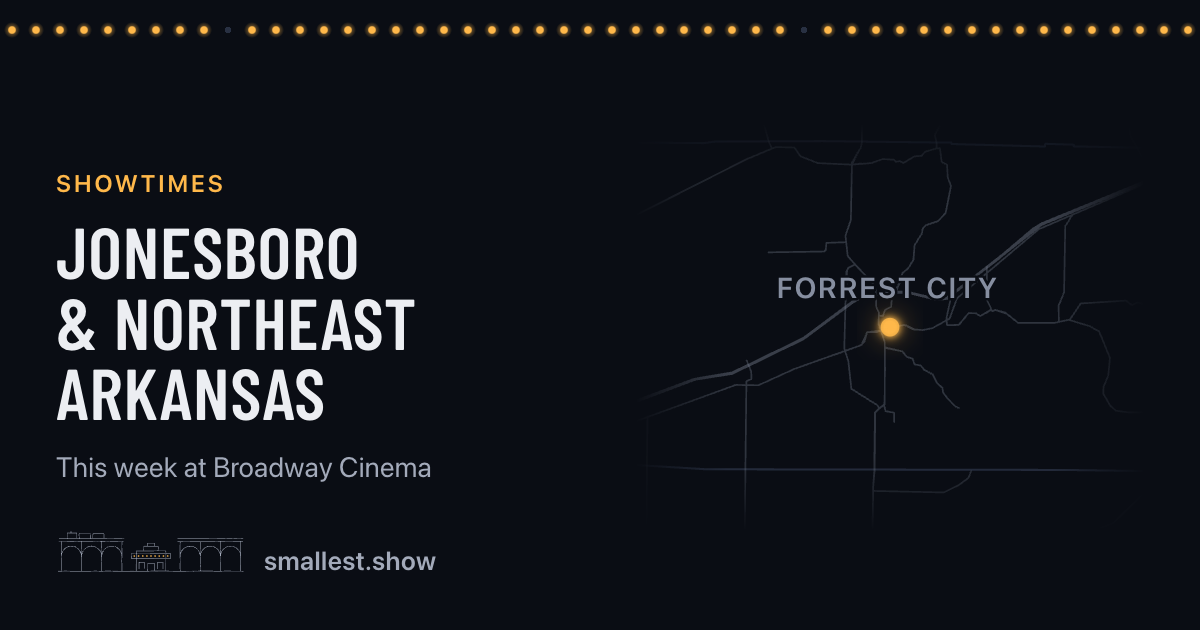 SHOWTIMES
JONESBORO
& NORTHEAST
ARKANSAS
This week at Broadway Cinema
smallest.show
FORREST CITY